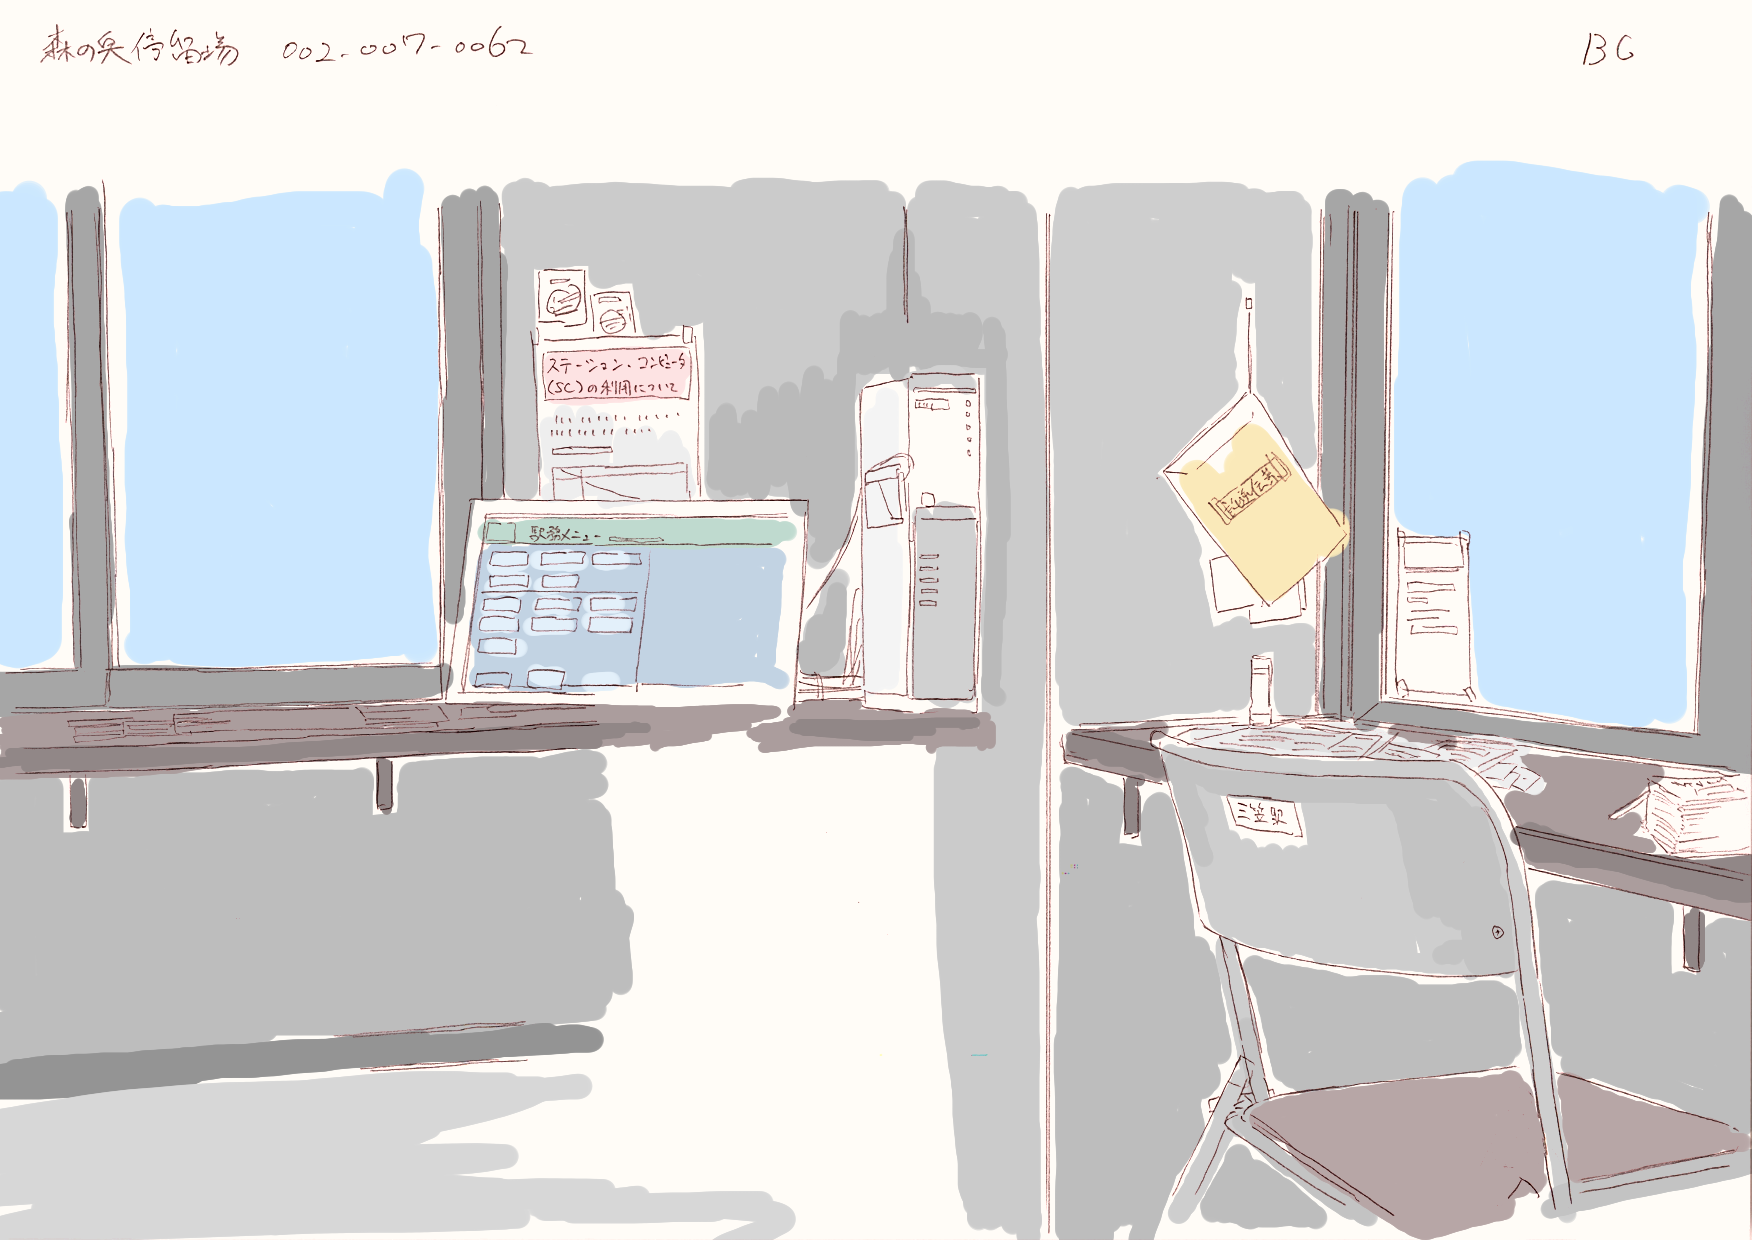 森の奥停留場 002-007-0062
BG
ステーション・コンピュータ
(SC)の利用について
駅務メニュー
三笠駅